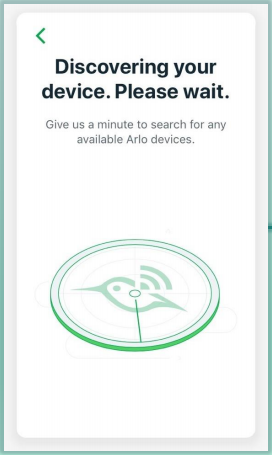 Discovering your
device. Please wait.
Give us a minute to search for any
available Arlo devices.